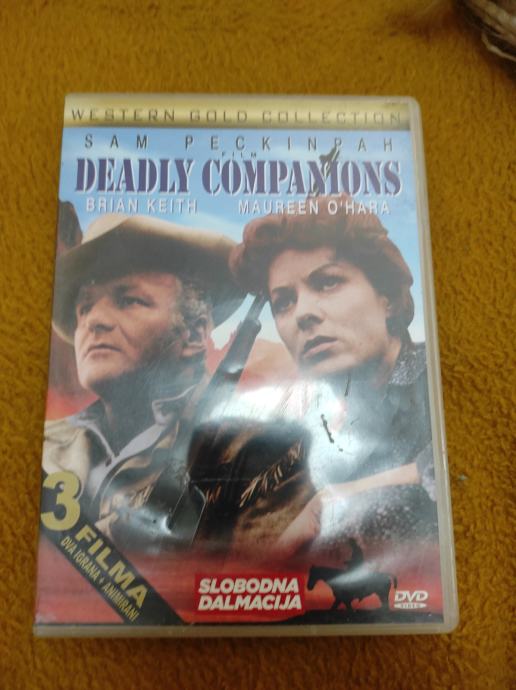 WESTERN GOLD COLLECTION
SAM PECKINPAH
FILM
DEADLY COMPANIONS
BRIAN KEITH MAUREEN O'HARA
3 FILMA
DVA IGRANA + ANIMIRANI
SLOBODNA
DALMACIJA
DVD
VIDEO